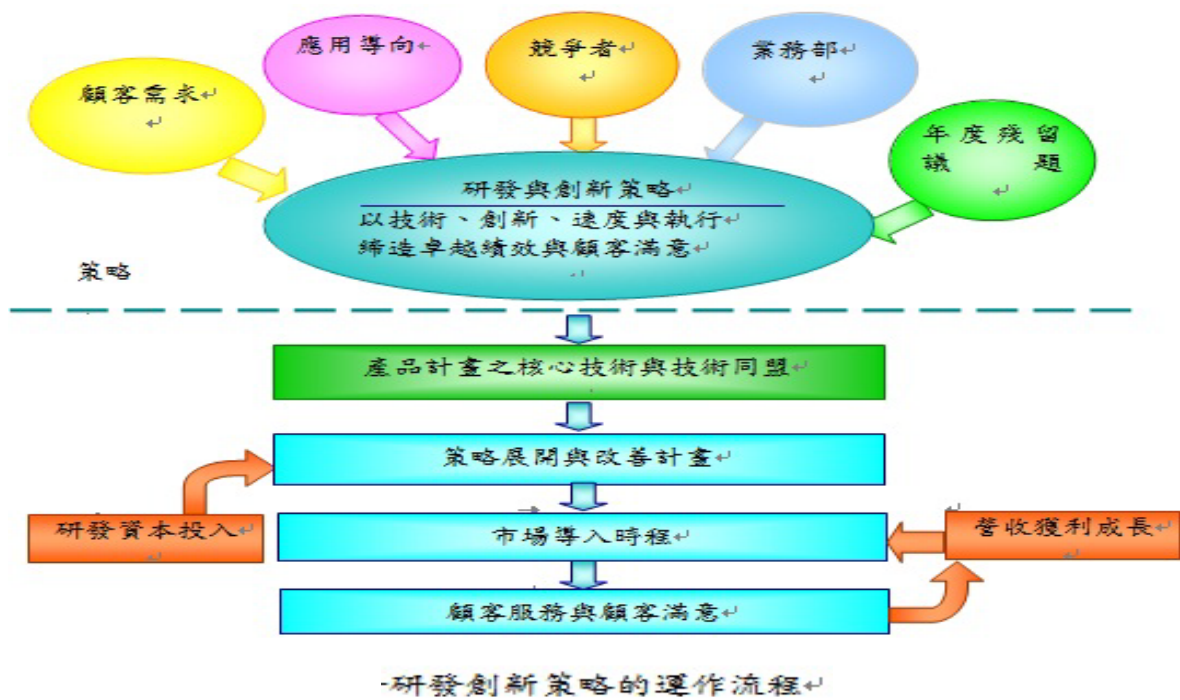 顧客需求
應用導向
競爭者
業務部
年度殘留
議題
研發與創新策略
以技術、創新、速度與執行
締造卓越績效與顧客滿意
策略
產品計畫之核心技術與技術同盟
策略展開與改善計畫
研發資本投入
市場導入時程
營收獲利成長
顧客服務與顧客滿意
-研發創新策略的運作流程